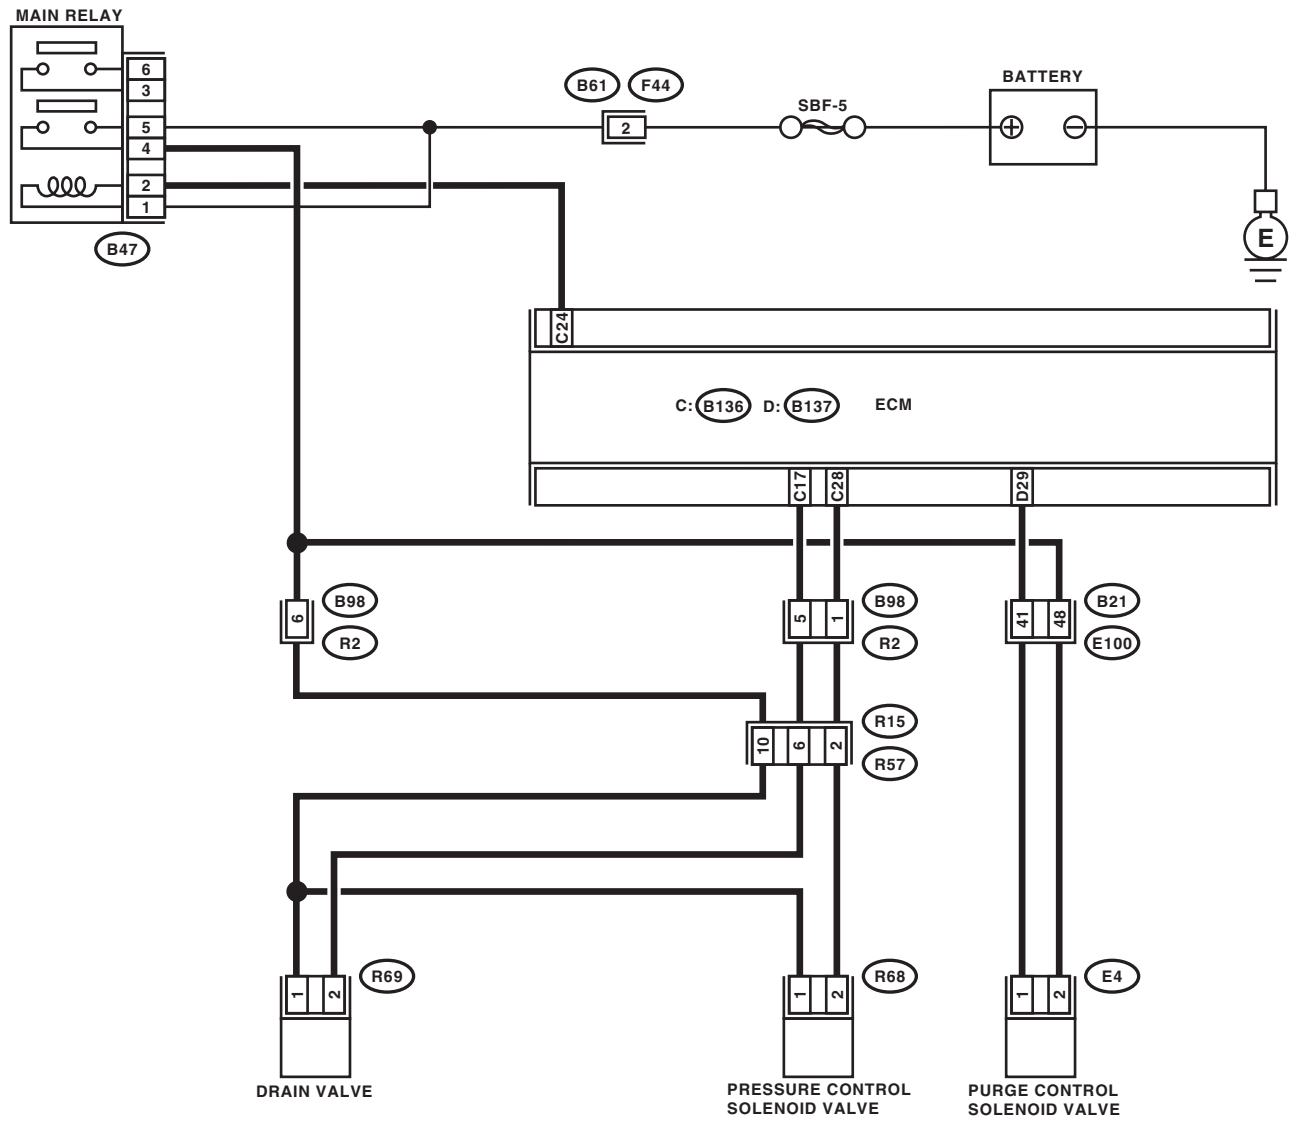 MAIN RELAY
6
3
5
4
2
1
B47
B61 F44
2
SBF-5
BATTERY
E
C24
C: B136 D: B137 ECM
C17 C28 D29
6
B98
R2
5 1
B98
R2
41 48
B21
E100
10 6 2
R15
R57
1 2
R69
DRAIN VALVE
1 2
R68
PRESSURE CONTROL
SOLENOID VALVE
1 2
E4
PURGE CONTROL
SOLENOID VALVE